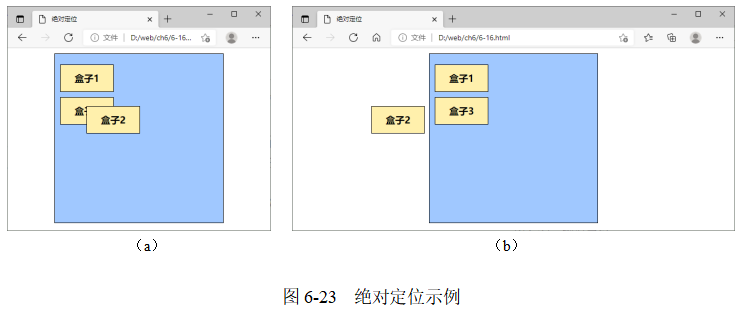 绝对定位
文件 D:/web/ch6/6-16...
盒子1
盒子2
(a)
绝对定位
文件 D:/web/ch6/6-16.html
盒子1
盒子2
盒子3
(b)
图 6-23 绝对定位示例